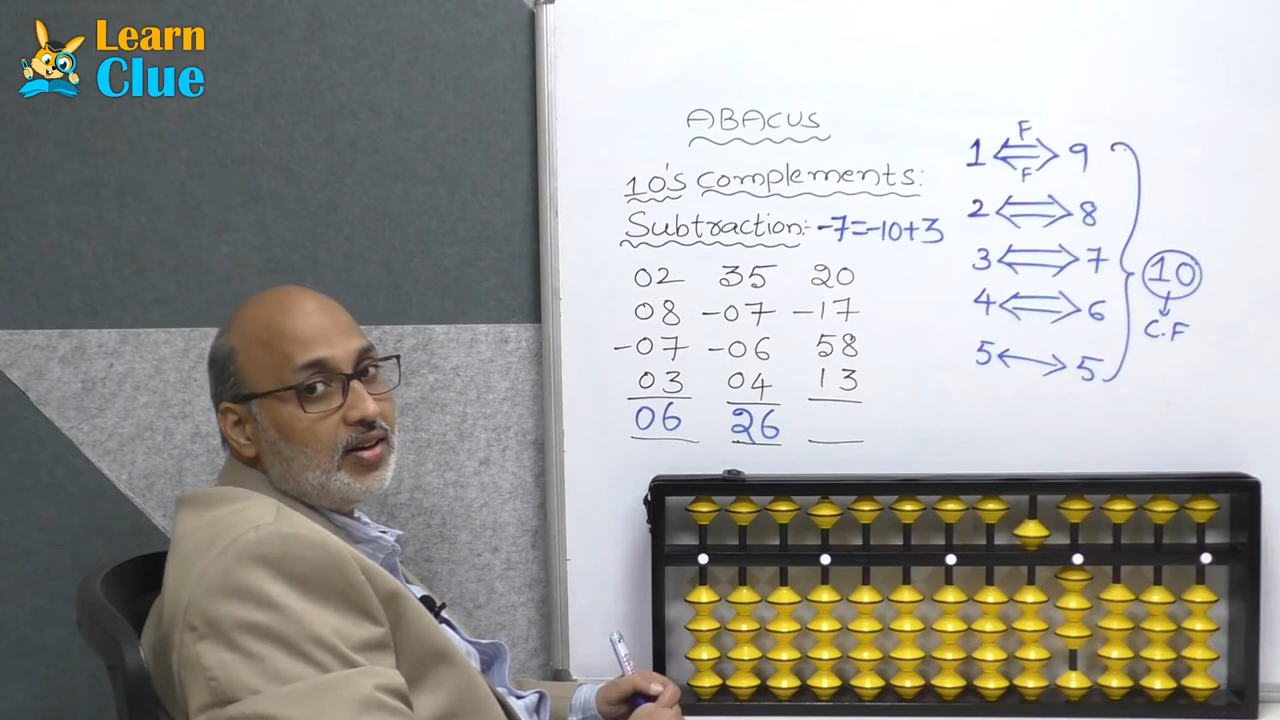 Learn
Clue
ABACUS
10's complements:
Subtraction:- -7=-10+3
02 35 20
08 -07 -17
-07 -06 58
03 04 13
06 26
F
1 9
F
2 8
3 7
4 6
5 5
10
C.F